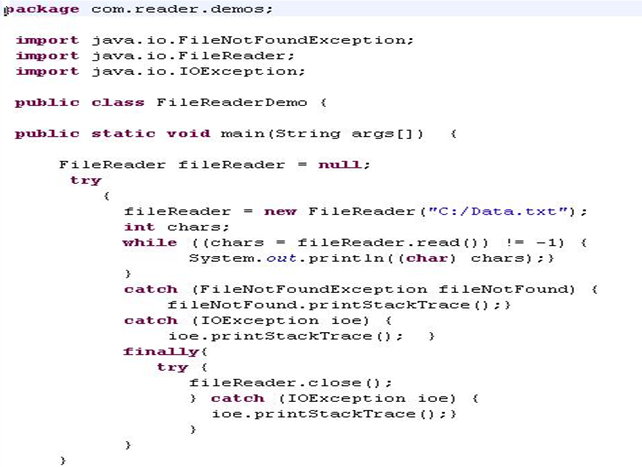 package com.reader.demos;
import java.io.FileNotFoundException;
import java.io.FileReader;
import java.io.IOException;
public class FileReaderDemo {
public static void main(String args[])  {
FileReader fileReader = null;
try
{
fileReader = new FileReader("C:/Data.txt");
int chars;
while ((chars = fileReader.read()) != -1) {
System.out.println((char) chars);}
}
catch (FileNotFoundException fileNotFound) {
fileNotFound.printStackTrace();}
catch (IOException ioe) {
ioe.printStackTrace();  }
finally{
try {
fileReader.close();
} catch (IOException ioe) {
ioe.printStackTrace();}
}
}
}